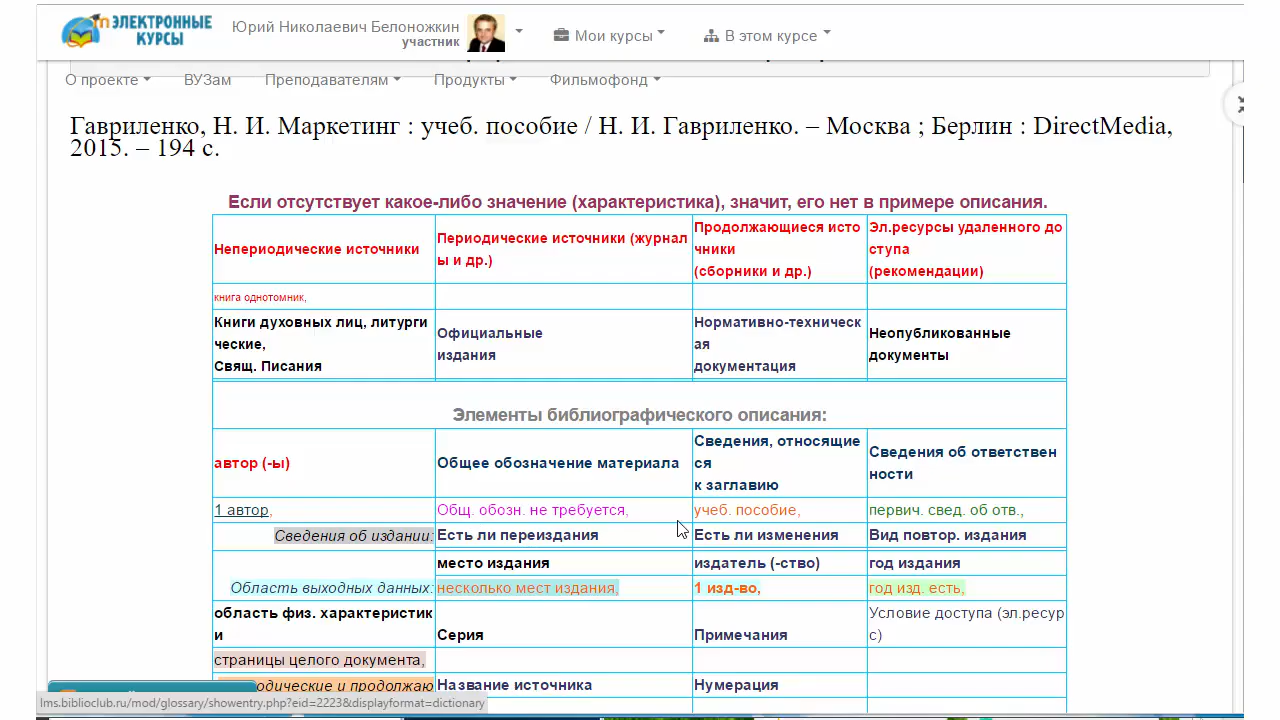 ЭЛЕКТРОННЫЕ
КУРСЫ
Юрий Николаевич Белоножкин
участник
Мои курсы
В этом курсе
О проекте
ВУЗам
Преподавателям
Продукты
Фильмофонд
Гавриленко, Н. И. Маркетинг : учеб. пособие / Н. И. Гавриленко. – Москва ; Берлин : DirectMedia,
2015. – 194 с.
Если отсутствует какое-либо значение (характеристика), значит, его нет в примере описания.
Непериодические источники
Периодические источники (журнал
ы и др.)
Продолжающиеся исто
чники
(сборники и др.)
Эл.ресурсы удаленного до
ступа
(рекомендации)
книга однотомник,
Книги духовных лиц, литурги
ческие,
Свящ. Писания
Официальные
издания
Нормативно-техническ
ая
документация
Неопубликованные
документы
Элементы библиографического описания:
автор (-ы)
Общее обозначение материала
Сведения, относящие
ся
к заглавию
Сведения об ответствен
ности
1 автор,
Общ. обозн. не требуется,
учеб. пособие,
первич. свед. об отв.,
Сведения об издании:
Есть ли переиздания
Есть ли изменения
Вид повтор. издания
место издания
издатель (-ство)
год издания
Область выходных данных:
несколько мест издания,
1 изд-во,
год изд. есть,
область физ. характеристик
и
Серия
Примечания
Условие доступа (эл.ресур
с)
страницы целого документа,
Название источника
Нумерация
lms.biblioclub.ru/mod/glossary/showentry.php?eid=2223&displayformat=dictionary